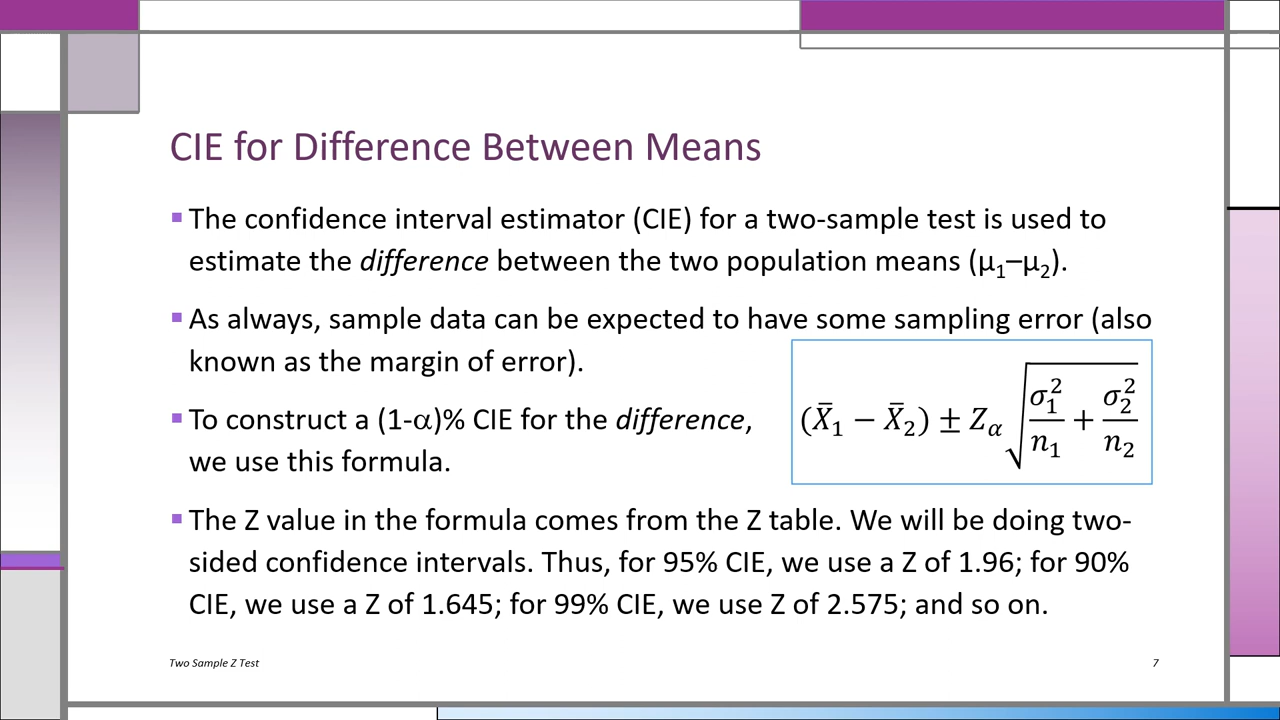 CIE for Difference Between Means
▪ The confidence interval estimator (CIE) for a two-sample test is used to
estimate the difference between the two population means (μ₁–μ₂).
▪ As always, sample data can be expected to have some sampling error (also
known as the margin of error).
▪ To construct a (1-α)% CIE for the difference,
we use this formula.
(X̄₁ − X̄₂) ± Z_α √(σ₁²/n₁ + σ₂²/n₂)
▪ The Z value in the formula comes from the Z table. We will be doing two-
sided confidence intervals. Thus, for 95% CIE, we use a Z of 1.96; for 90%
CIE, we use a Z of 1.645; for 99% CIE, we use Z of 2.575; and so on.
Two Sample Z Test
7